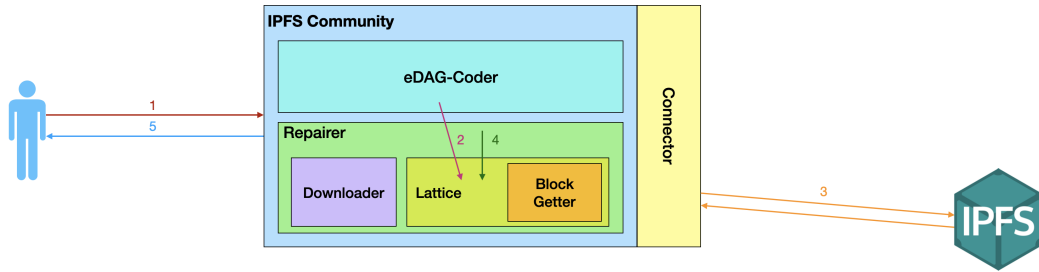 IPFS Community
eDAG-Coder
1
5
Repairer
2
4
Downloader
Lattice
Block
Getter
Connector
3
IPFS